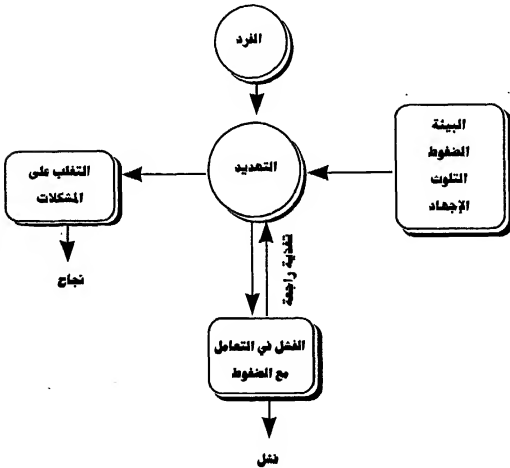 الفرد
البيئة
الضغوط
التلوث
الإجهاد
التهديد
التغلب على
المشكلات
نجاح
تغذية راجعة
الفشل في التعامل
مع الضغوط
فشل